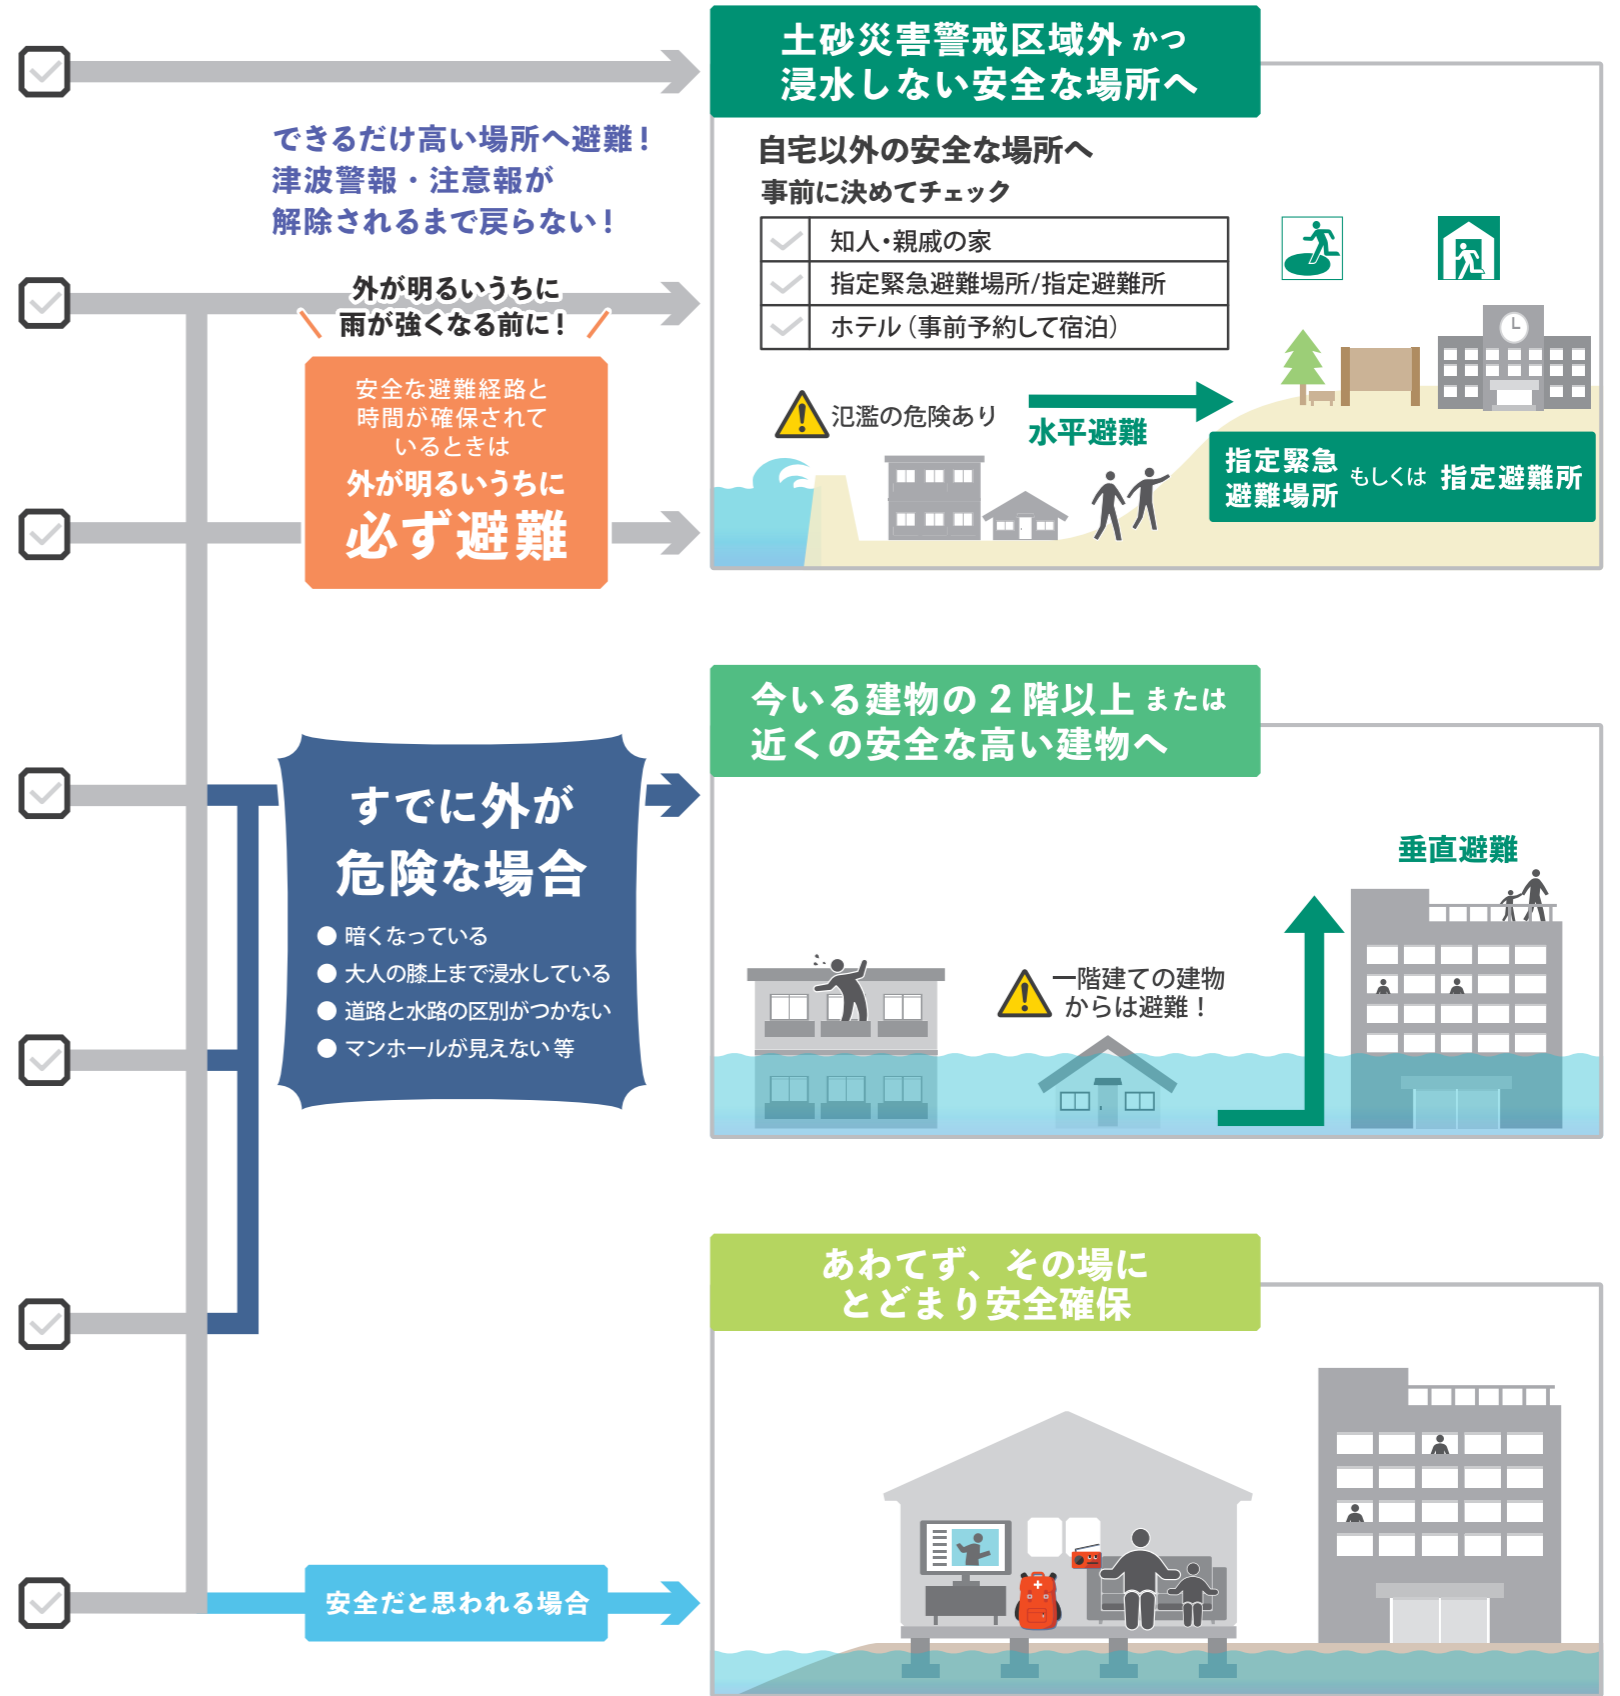 土砂災害警戒区域外 かつ
浸水しない安全な場所へ
できるだけ高い場所へ避難！
津波警報・注意報が
解除されるまで戻らない！
自宅以外の安全な場所へ
事前に決めてチェック
知人・親戚の家
指定緊急避難場所/指定避難所
ホテル（事前予約して宿泊）
外が明るいうちに
雨が強くなる前に！
安全な避難経路と
時間が確保されて
いるときは
外が明るいうちに
必ず避難
氾濫の危険あり
水平避難
指定緊急
避難場所
もしくは
指定避難所
今いる建物の２階以上 または
近くの安全な高い建物へ
すでに外が
危険な場合
● 暗くなっている
● 大人の膝上まで浸水している
● 道路と水路の区別がつかない
● マンホールが見えない 等
垂直避難
一階建ての建物
からは避難！
あわてず、その場に
とどまり安全確保
安全だと思われる場合